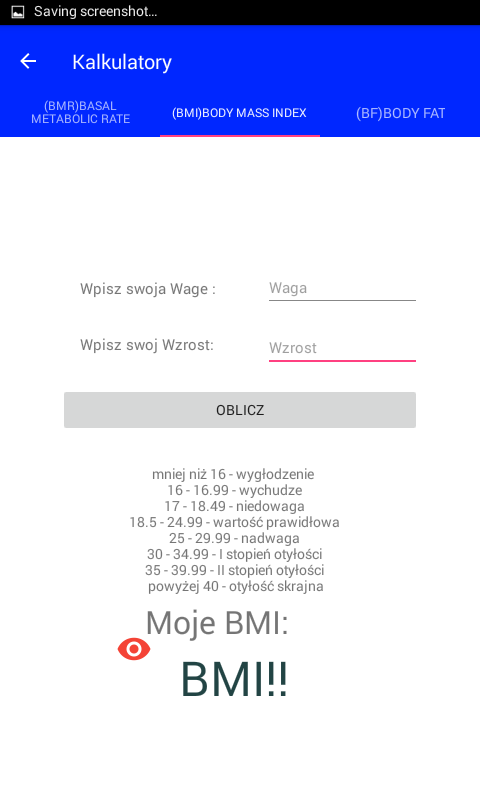 Saving screenshot...
Kalkulatory
(BMR)BASAL
METABOLIC RATE
(BMI)BODY MASS INDEX
(BF)BODY FAT
Wpisz swoja Wage :
Waga
Wpisz swoj Wzrost:
Wzrost
OBLICZ
mniej niż 16 - wygłodzenie
16 - 16.99 - wychudze
17 - 18.49 - niedowaga
18.5 - 24.99 - wartość prawidłowa
25 - 29.99 - nadwaga
30 - 34.99 - I stopień otyłości
35 - 39.99 - II stopień otyłości
powyżej 40 - otyłość skrajna
Moje BMI:
BMI!!